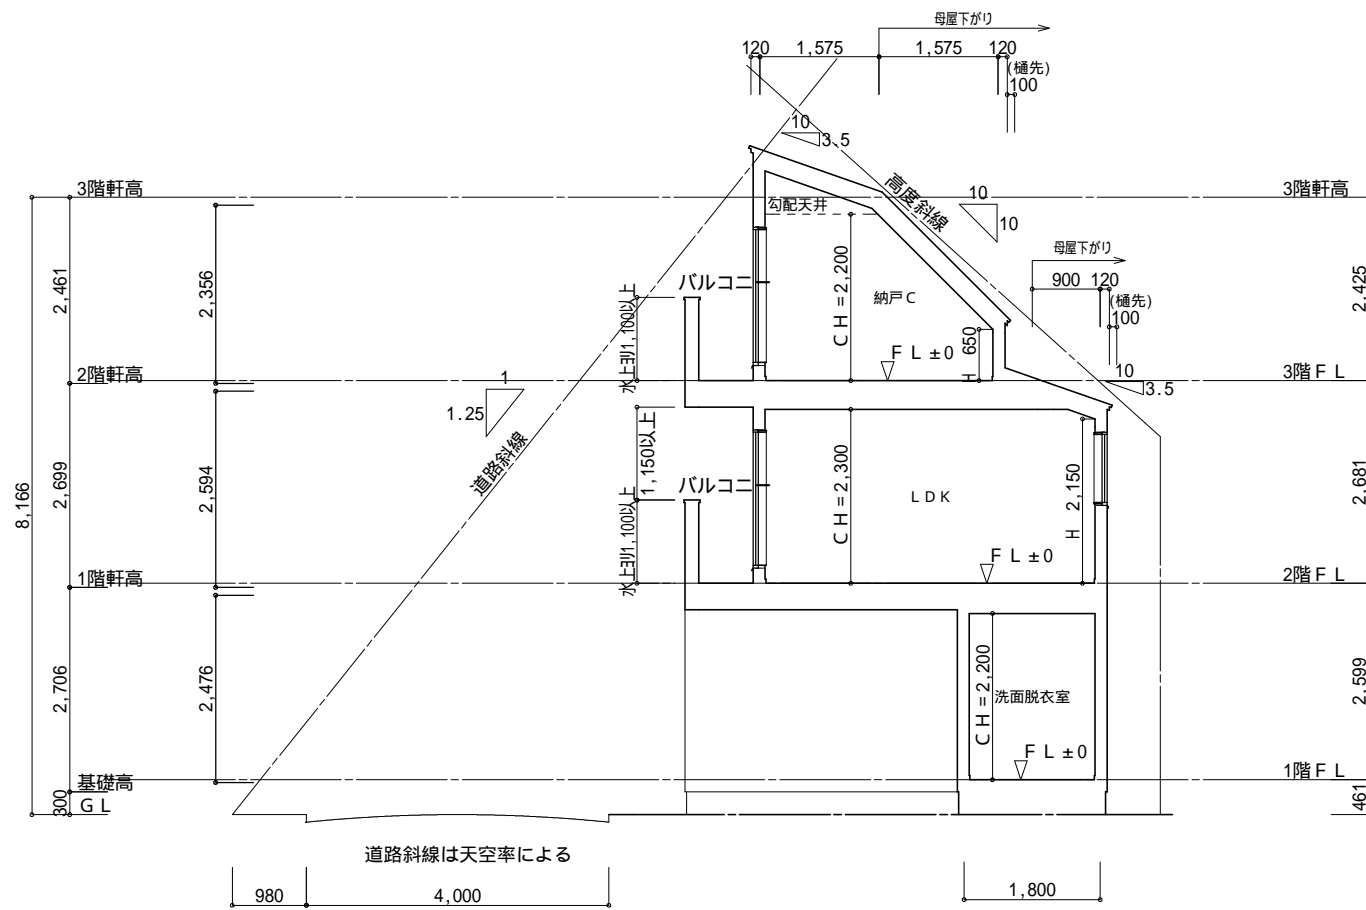 母屋下がり
120 1,575 1,575 120
(樋先)
100
10
3.5
3階軒高
高度斜線
10
10
3階軒高
勾配天井
母屋下がり
900 120
(樋先)
100
2,461
2,356
水上ヨリ1,100以上
バルコニ
CH=2,200
納戸C
FL±0
H 650
2,425
2階軒高
1
1.25
10
3.5
3階FL
道路斜線
8,166
2,699
2,594
1,150以上
水上ヨリ1,100以上
バルコニ
CH=2,300
LDK
FL±0
H 2,150
2,681
1階軒高
2階FL
2,706
2,476
CH=2,200
洗面脱衣室
FL±0
2,599
基礎高
1階FL
300
GL
461
道路斜線は天空率による
980 4,000 1,800